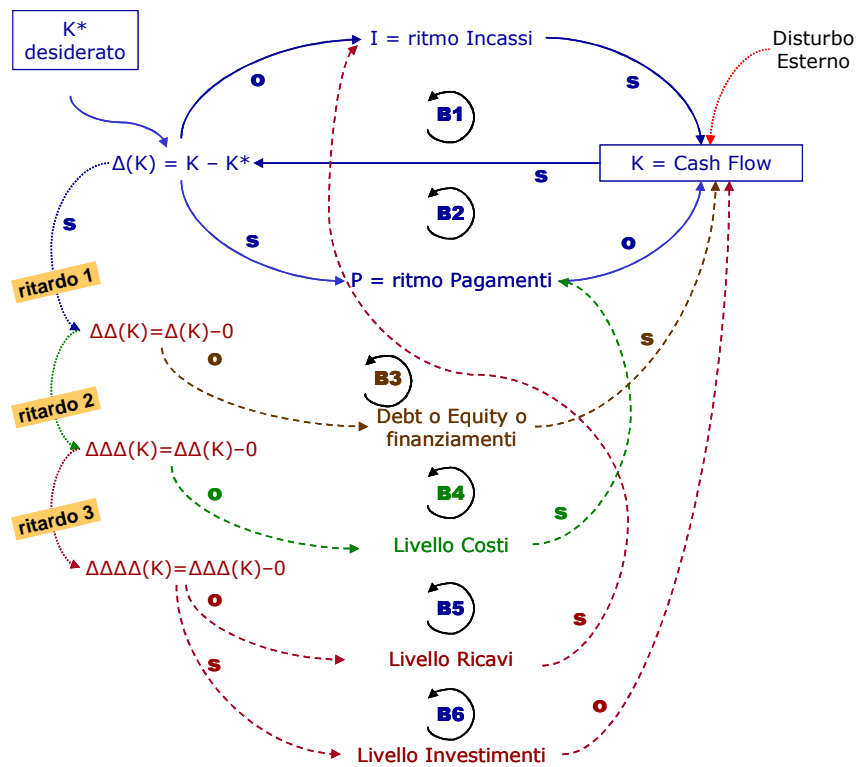 K*
desiderato
I = ritmo Incassi
Disturbo
Esterno
o
s
B1
Δ(K) = K – K*
K = Cash Flow
s
B2
s
s
o
ritardo 1
P = ritmo Pagamenti
ΔΔ(K)=Δ(K)–0
o
s
B3
ritardo 2
Debt o Equity o
finanziamenti
ΔΔΔ(K)=ΔΔ(K)–0
o
B4
s
ritardo 3
Livello Costi
ΔΔΔΔ(K)=ΔΔΔ(K)–0
o
B5
s
Livello Ricavi
s
B6
o
Livello Investimenti